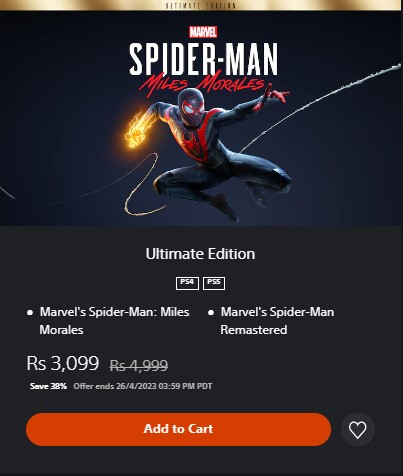 ULTIMATE EDITION
MARVEL
SPIDER-MAN
MILES MORALES
Ultimate Edition
PS4 PS5
• Marvel's Spider-Man: Miles Morales
• Marvel's Spider-Man Remastered
Rs 3,099 Rs 4,999
Save 38% Offer ends 26/4/2023 03:59 PM PDT
Add to Cart